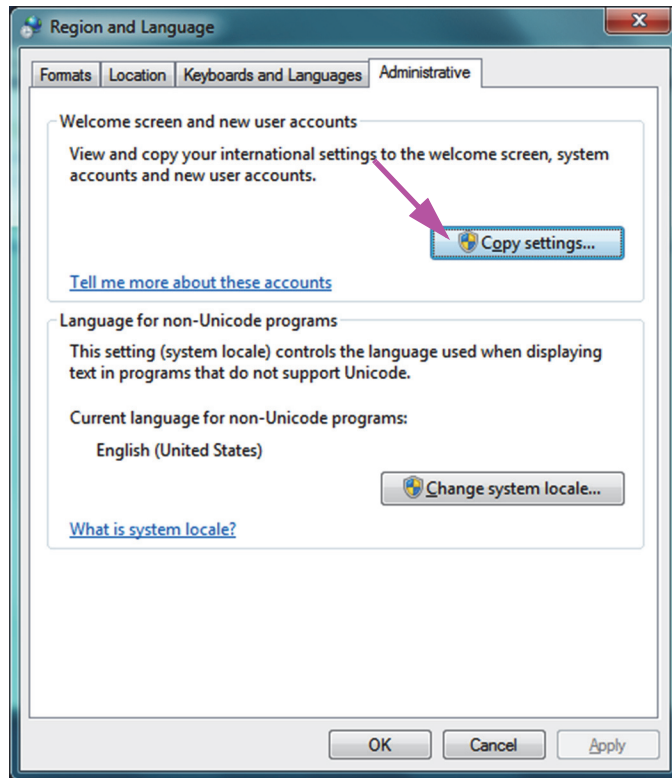 Region and Language
Formats Location Keyboards and Languages Administrative
Welcome screen and new user accounts
View and copy your international settings to the welcome screen, system
accounts and new user accounts.
Copy settings...
Tell me more about these accounts
Language for non-Unicode programs
This setting (system locale) controls the language used when displaying
text in programs that do not support Unicode.
Current language for non-Unicode programs:
English (United States)
Change system locale...
What is system locale?
OK Cancel Apply